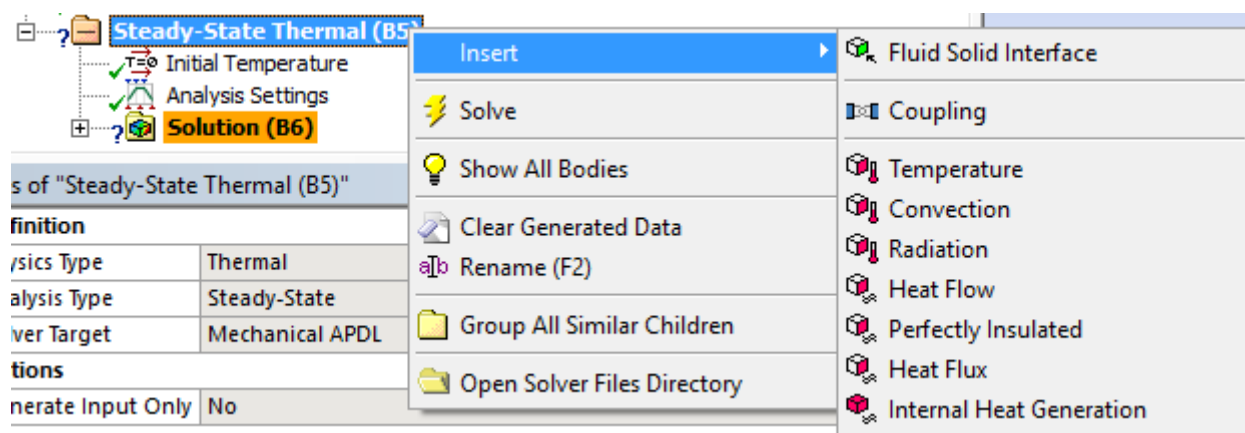 Steady-State Thermal (B5)
Initial Temperature
Analysis Settings
Solution (B6)
s of "Steady-State Thermal (B5)"
finition
ysics Type Thermal
alysis Type Steady-State
lver Target Mechanical APDL
tions
nerate Input Only No
Insert
Solve
Show All Bodies
Clear Generated Data
Rename (F2)
Group All Similar Children
Open Solver Files Directory
Fluid Solid Interface
Coupling
Temperature
Convection
Radiation
Heat Flow
Perfectly Insulated
Heat Flux
Internal Heat Generation